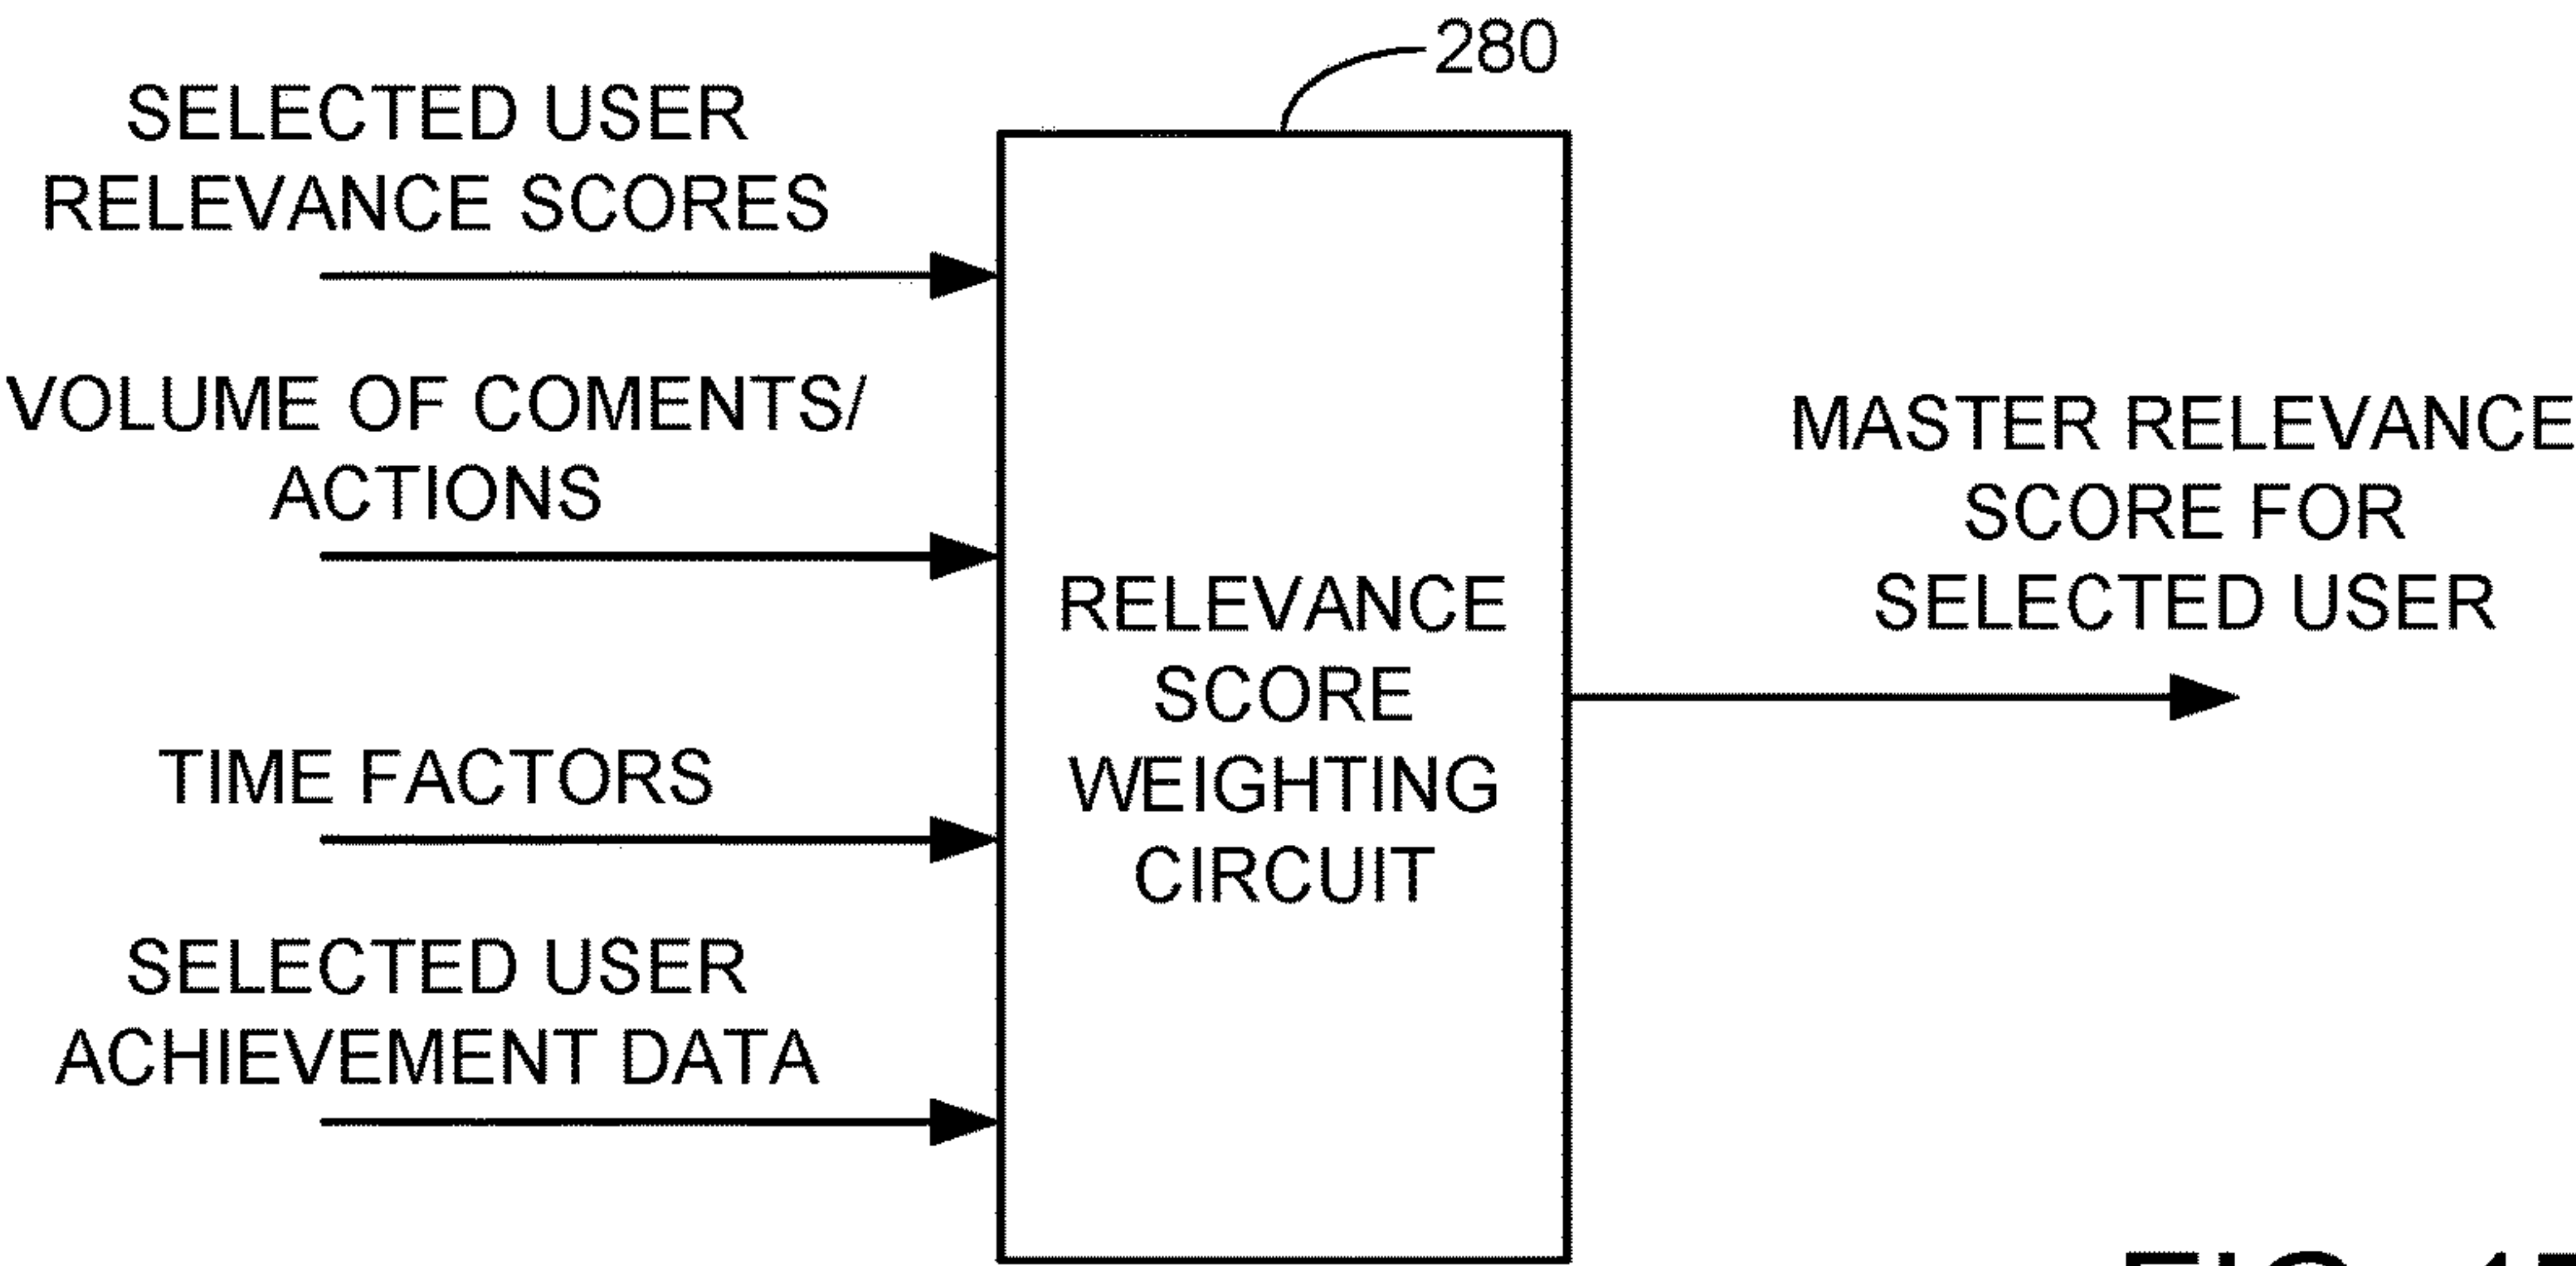 280
SELECTED USER
RELEVANCE SCORES
VOLUME OF COMENTS/
ACTIONS
TIME FACTORS
SELECTED USER
ACHIEVEMENT DATA
RELEVANCE
SCORE
WEIGHTING
CIRCUIT
MASTER RELEVANCE
SCORE FOR
SELECTED USER